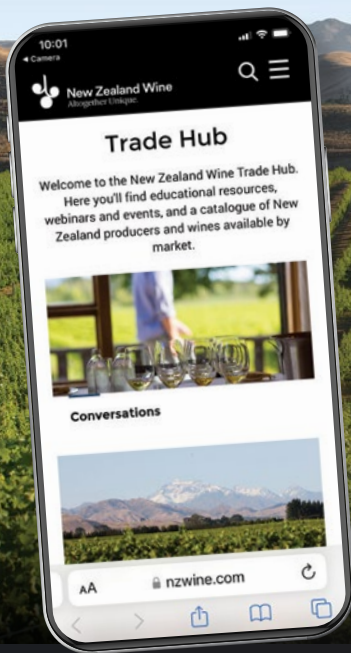 10:01
Camera
New Zealand Wine
Altogether Unique.
Trade Hub
Welcome to the New Zealand Wine Trade Hub.
Here you'll find educational resources,
webinars and events, and a catalogue of New
Zealand producers and wines available by
market.
Conversations
AA
nzwine.com